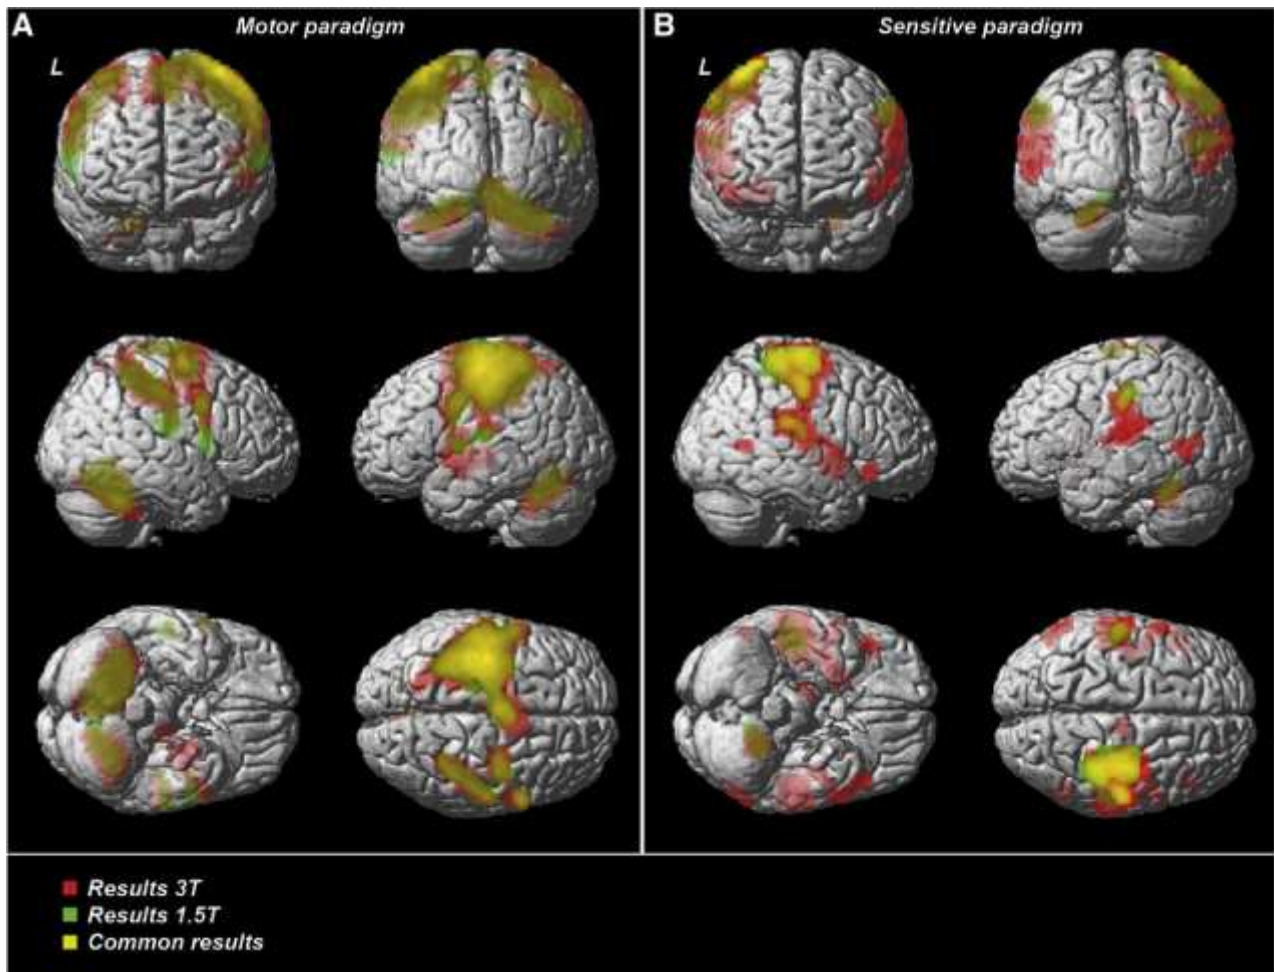 A
Motor paradigm
L
B
Sensitive paradigm
L
Results 3T
Results 1.5T
Common results